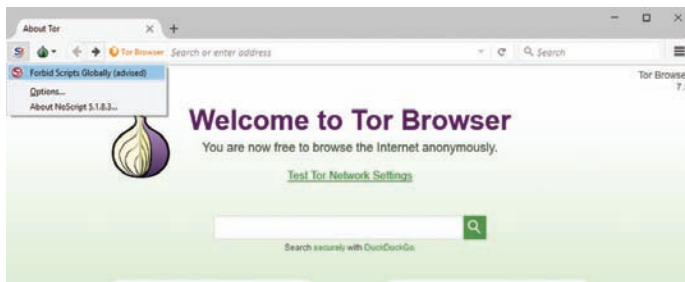 About Tor
Tor Browser
Search or enter address
Search
Forbid Scripts Globally (advised)
Options...
About NoScript 5.1.8.3...
Tor Browse
7.
Welcome to Tor Browser
You are now free to browse the Internet anonymously.
Test Tor Network Settings
Search securely with DuckDuckGo.